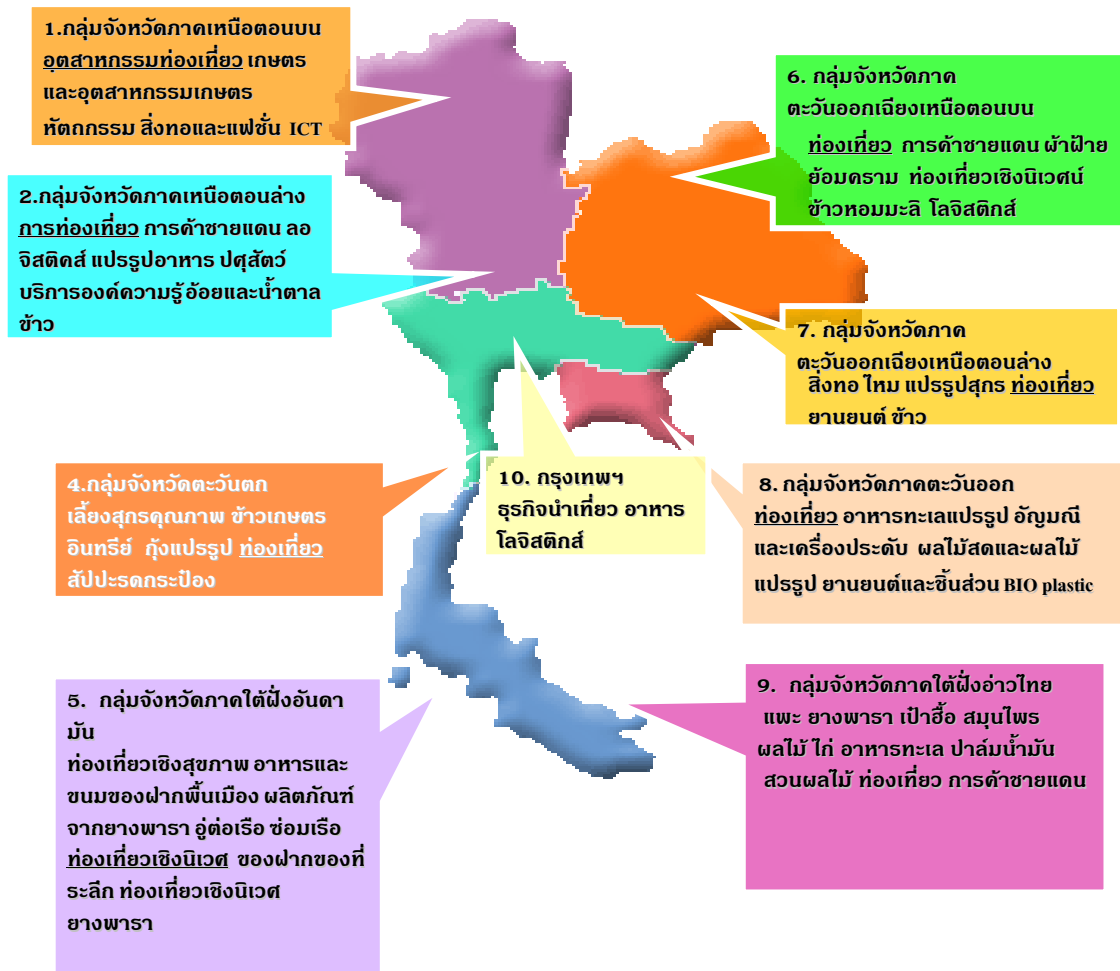 1.กลุ่มจังหวัดภาคเหนือตอนบน
อุตสาหกรรมท่องเที่ยว เกษตร
และอุตสาหกรรมเกษตร
หัตถกรรม สิ่งทอและแฟชั่น ICT
2.กลุ่มจังหวัดภาคเหนือตอนล่าง
การท่องเที่ยว การค้าชายแดน ลอ
จิสติคส์ แปรรูปอาหาร ปศุสัตว์
บริการองค์ความรู้ อ้อยและน้ำตาล
ข้าว
4.กลุ่มจังหวัดตะวันตก
เลี้ยงสุกรคุณภาพ ข้าวเกษตร
อินทรีย์ กุ้งแปรรูป ท่องเที่ยว
สัปปะรดกระป๋อง
5. กลุ่มจังหวัดภาคใต้ฝั่งอันดา
มัน
ท่องเที่ยวเชิงสุขภาพ อาหารและ
ขนมของฝากพื้นเมือง ผลิตภัณฑ์
จากยางพารา อู่ต่อเรือ ซ่อมเรือ
ท่องเที่ยวเชิงนิเวศ ของฝากของที่
ระลึก ท่องเที่ยวเชิงนิเวศ
ยางพารา
6. กลุ่มจังหวัดภาค
ตะวันออกเฉียงเหนือตอนบน
ท่องเที่ยว การค้าชายแดน ผ้าฝ้าย
ย้อมคราม ท่องเที่ยวเชิงนิเวศน์
ข้าวหอมมะลิ โลจิสติกส์
7. กลุ่มจังหวัดภาค
ตะวันออกเฉียงเหนือตอนล่าง
สิ่งทอ ไหม แปรรูปสุกร ท่องเที่ยว
ยานยนต์ ข้าว
10. กรุงเทพฯ
ธุรกิจนำเที่ยว อาหาร
โลจิสติกส์
8. กลุ่มจังหวัดภาคตะวันออก
ท่องเที่ยว อาหารทะเลแปรรูป อัญมณี
และเครื่องประดับ ผลไม้สดและผลไม้
แปรรูป ยานยนต์และชิ้นส่วน BIO plastic
9. กลุ่มจังหวัดภาคใต้ฝั่งอ่าวไทย
แพะ ยางพารา เป๋าฮื้อ สมุนไพร
ผลไม้ ไก่ อาหารทะเล ปาล์มน้ำมัน
สวนผลไม้ ท่องเที่ยว การค้าชายแดน